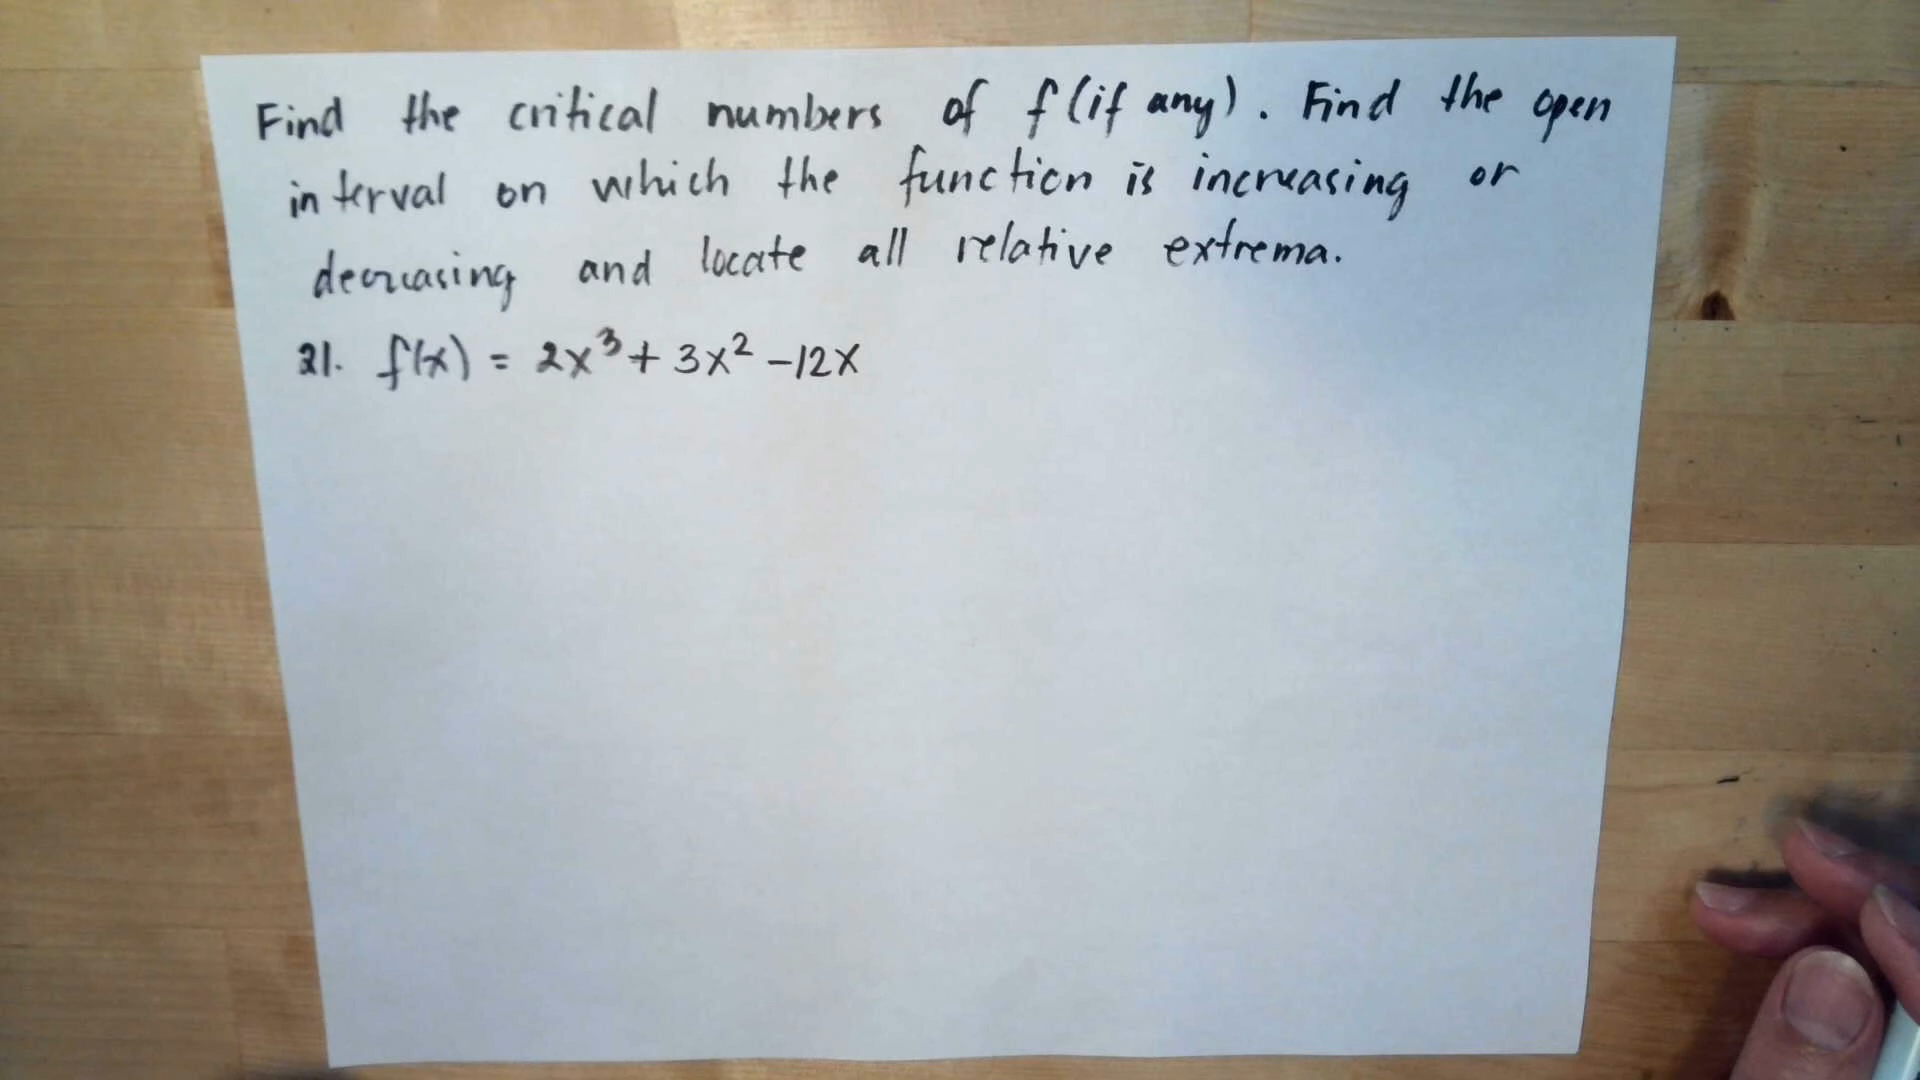 Find the critical numbers of f (if any). Find the open
interval on which the function is increasing or
decreasing and locate all relative extrema.
21. f(x) = 2x³ + 3x² - 12x